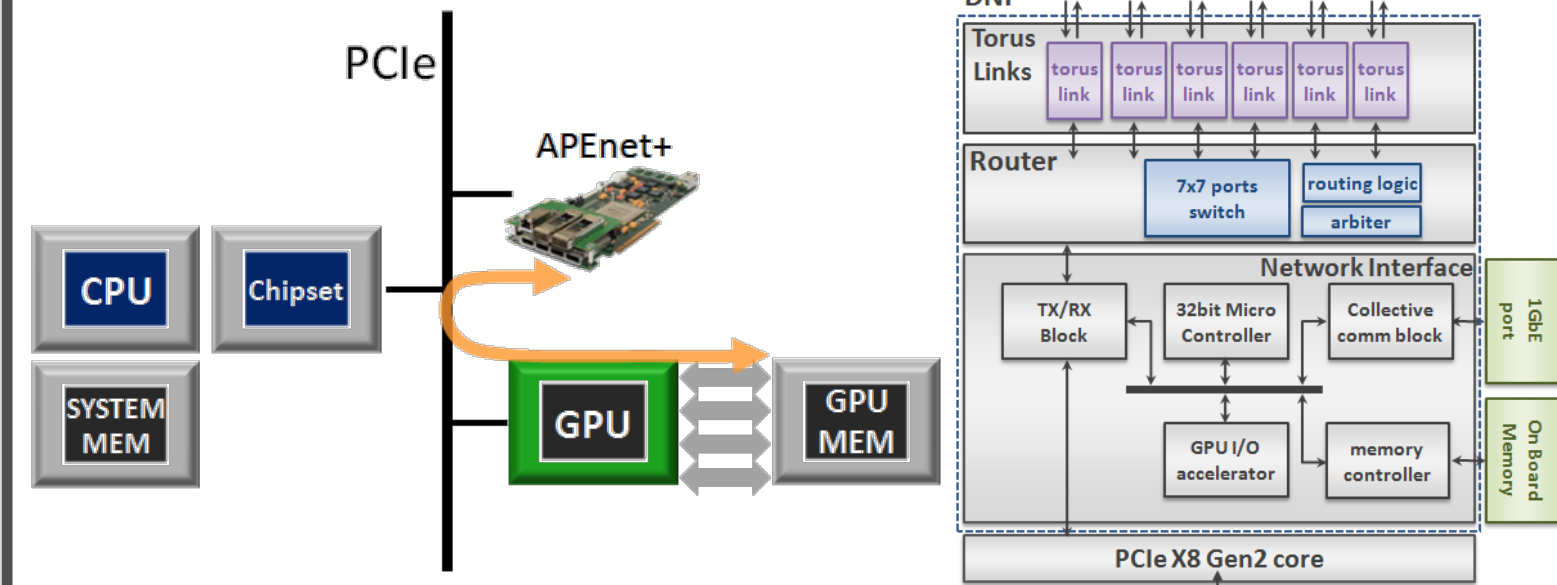 PCIe
APEnet+
CPU
Chipset
SYSTEM
MEM
GPU
GPU
MEM
DNP
Torus
Links
torus
link
torus
link
torus
link
torus
link
torus
link
torus
link
Router
7x7 ports
switch
routing logic
arbiter
Network Interface
TX/RX
Block
32bit Micro
Controller
Collective
comm block
GPU I/O
accelerator
memory
controller
1GbE
port
On Board
Memory
PCIe X8 Gen2 core